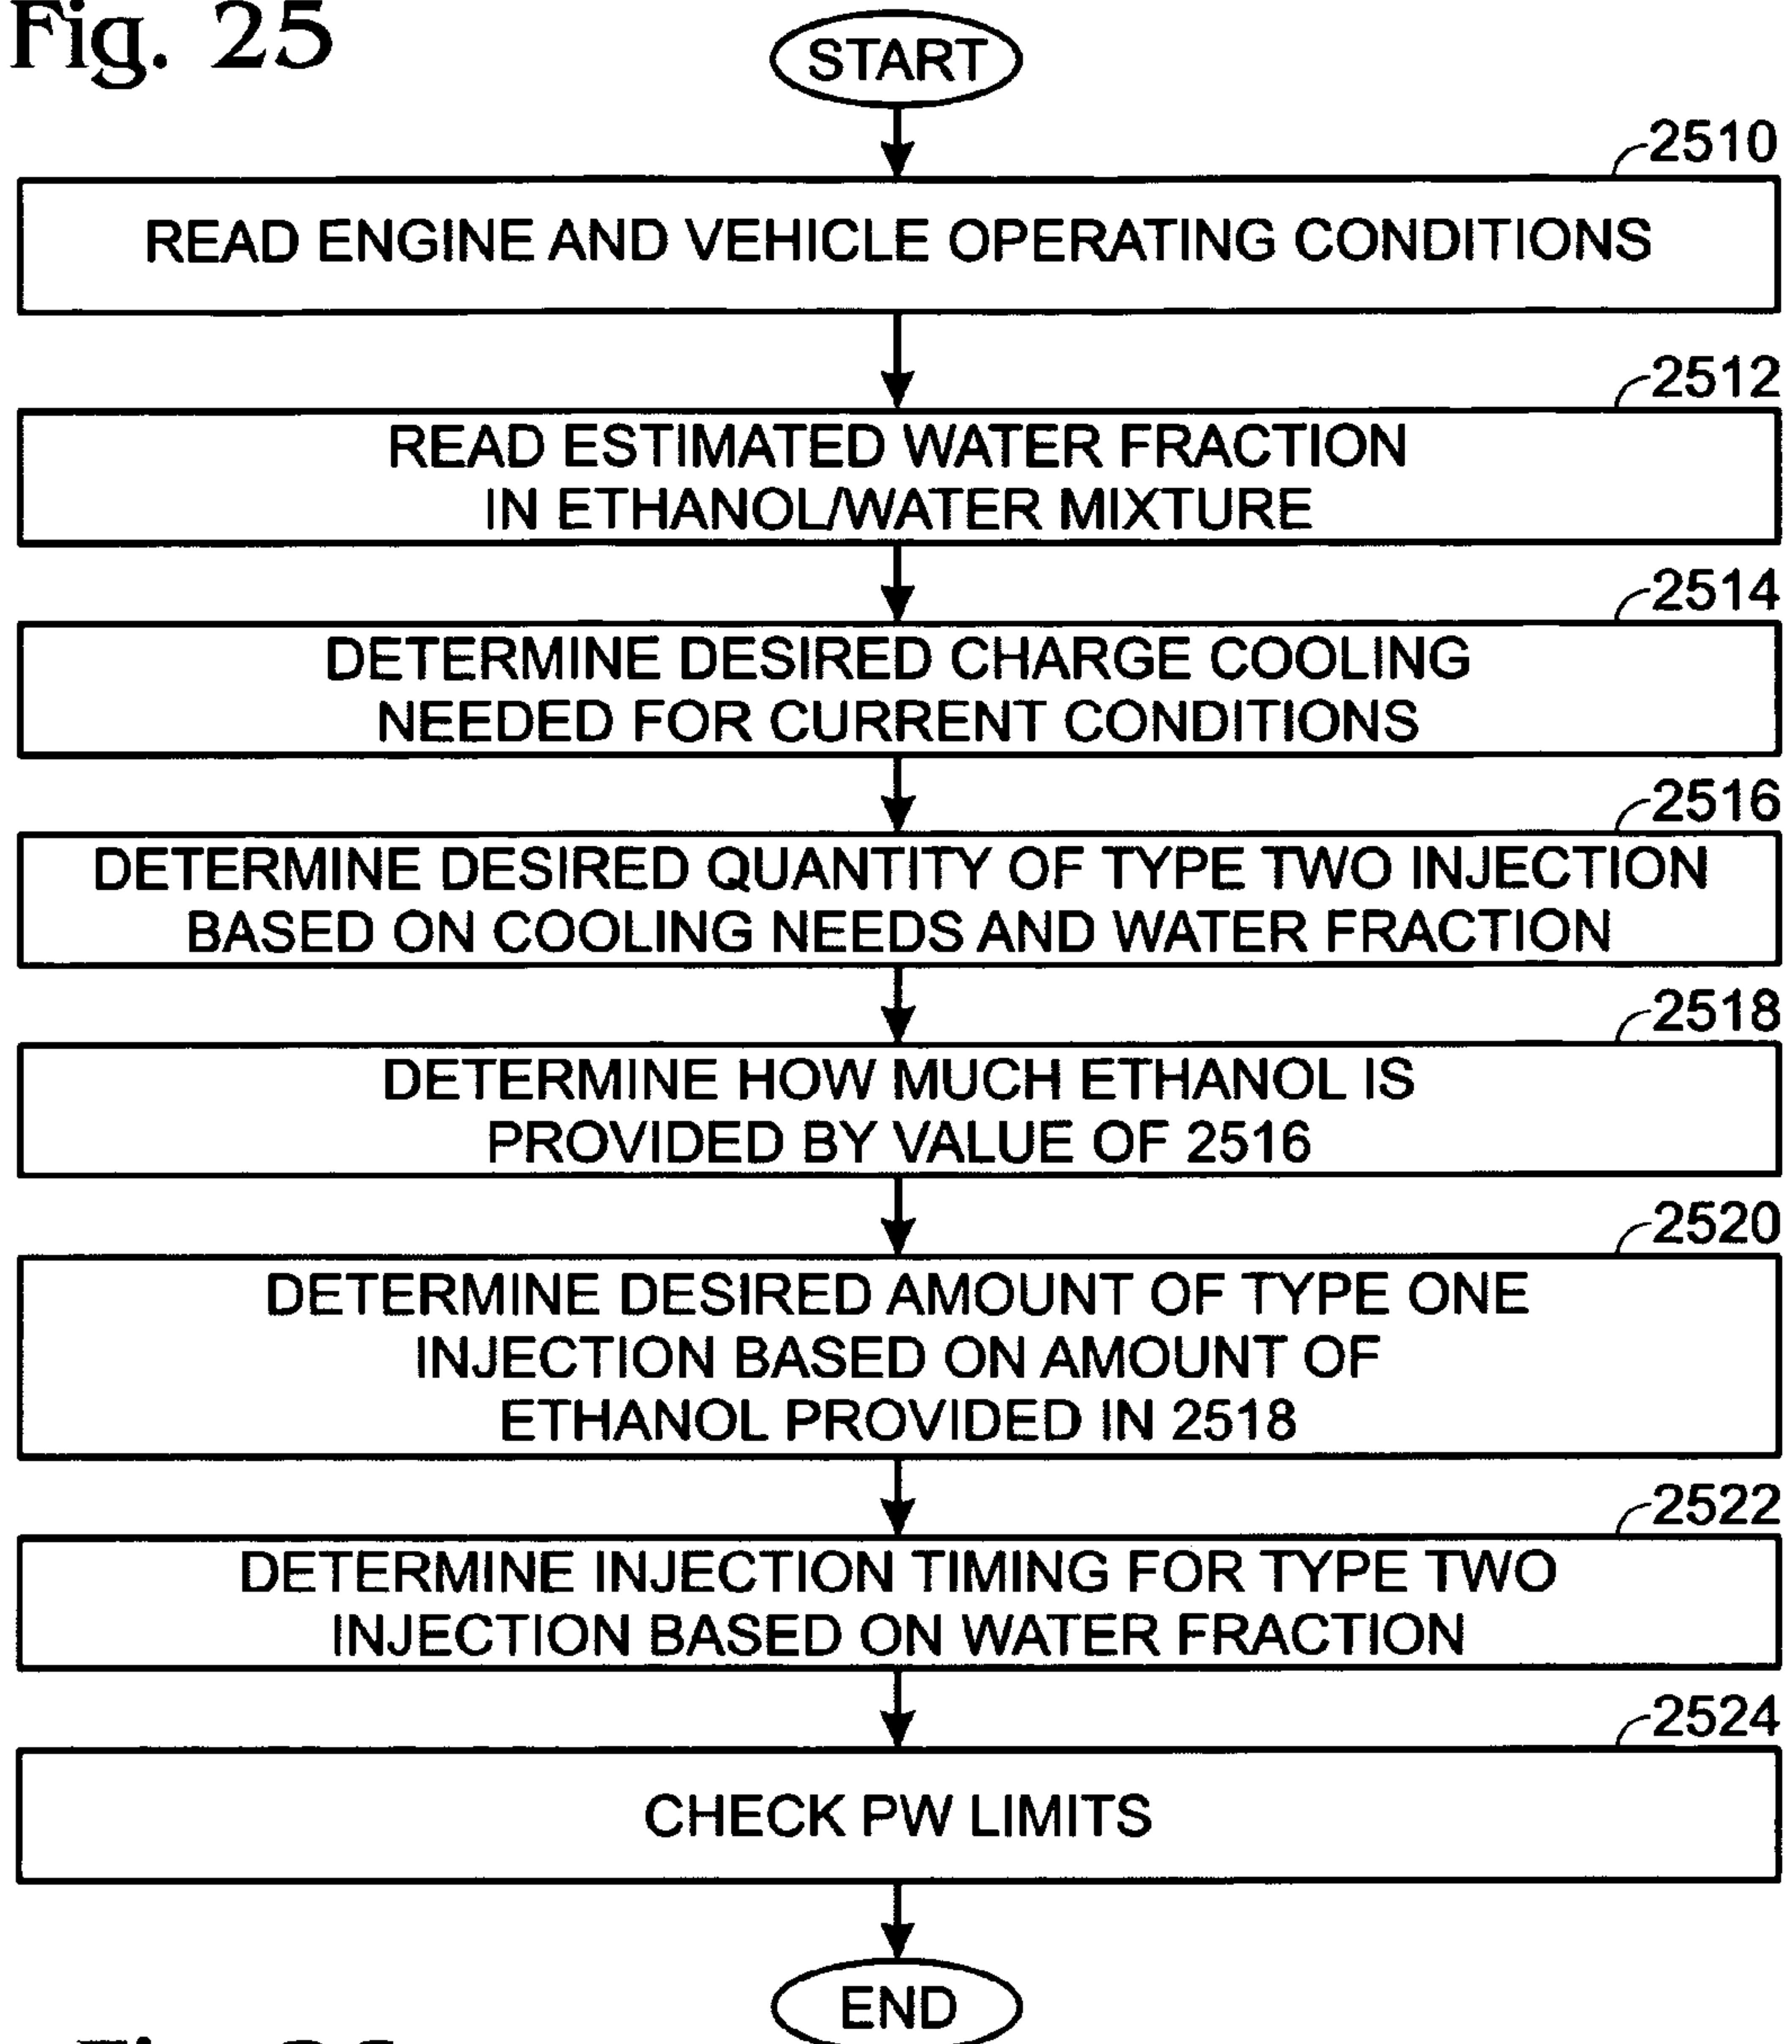 Fig. 25
START
2510
READ ENGINE AND VEHICLE OPERATING CONDITIONS
2512
READ ESTIMATED WATER FRACTION
IN ETHANOL/WATER MIXTURE
2514
DETERMINE DESIRED CHARGE COOLING
NEEDED FOR CURRENT CONDITIONS
2516
DETERMINE DESIRED QUANTITY OF TYPE TWO INJECTION
BASED ON COOLING NEEDS AND WATER FRACTION
2518
DETERMINE HOW MUCH ETHANOL IS
PROVIDED BY VALUE OF 2516
2520
DETERMINE DESIRED AMOUNT OF TYPE ONE
INJECTION BASED ON AMOUNT OF
ETHANOL PROVIDED IN 2518
2522
DETERMINE INJECTION TIMING FOR TYPE TWO
INJECTION BASED ON WATER FRACTION
2524
CHECK PW LIMITS
END